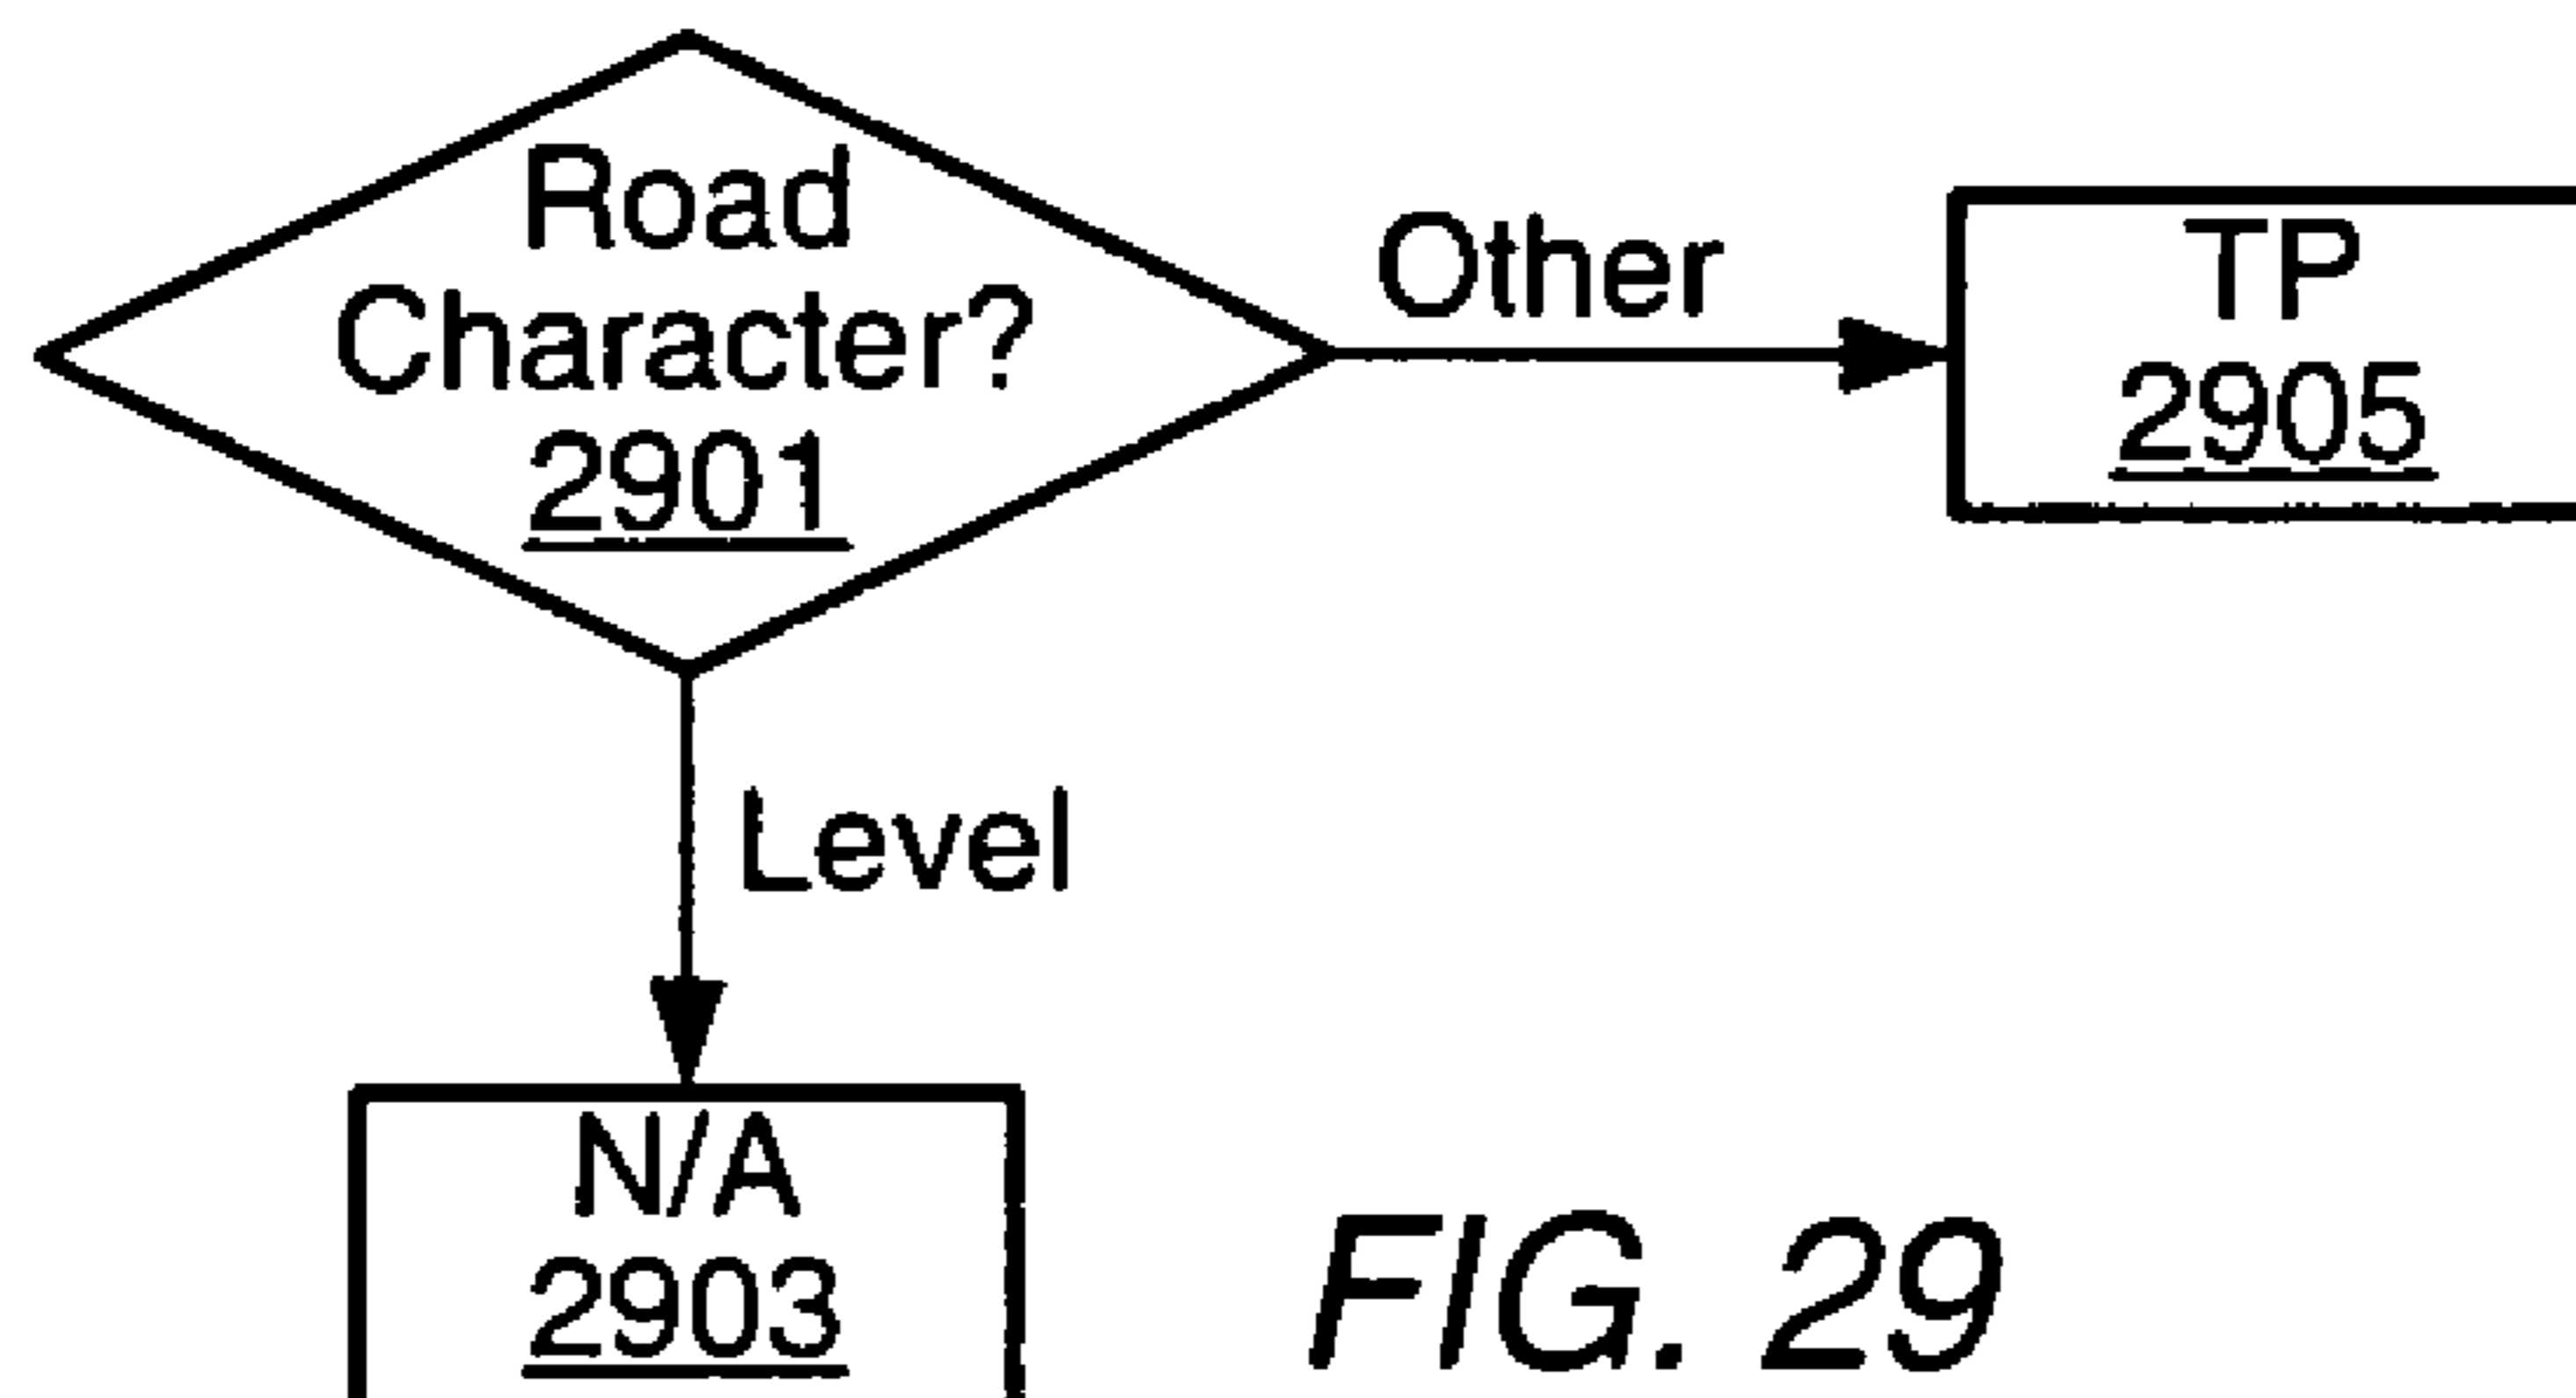 Road
Character?
2901
Other
TP
2905
Level
N/A
2903
FIG. 29